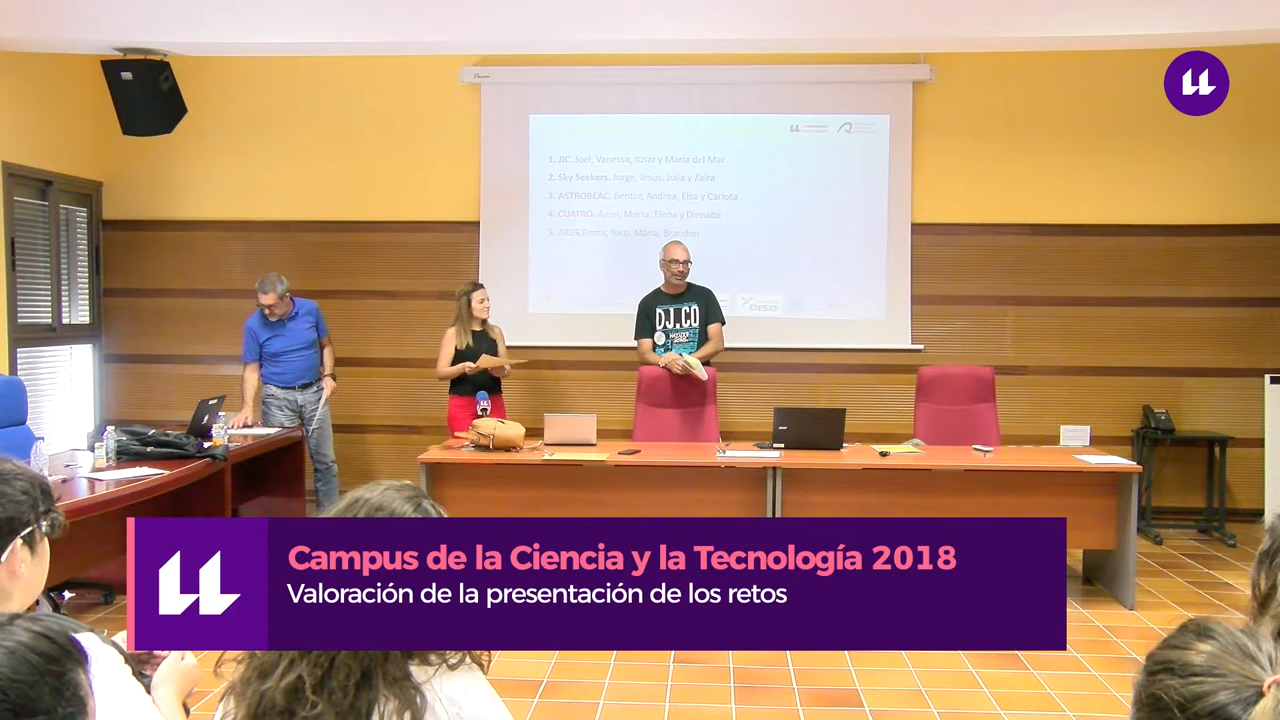 1. JIC. Joel, Vanessa, Itziar y María del Mar
2. Sky Seekers. Jorge, Jesús, Julia y Zaira
3. ASTROBEAC. Bentor, Andrea, Elsa y Carlota
4. CUATRO. Amal, Marta, Elena y Dienaba
5. ARES Enma, Nico, María, Brandon
DISA
DJ.CO
acer
Campus de la Ciencia y la Tecnología 2018
Valoración de la presentación de los retos